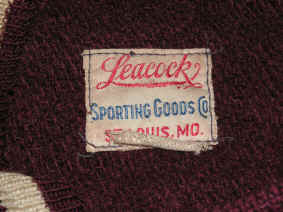 Leacock
SPORTING GOODS CO
ST. LOUIS, MO.